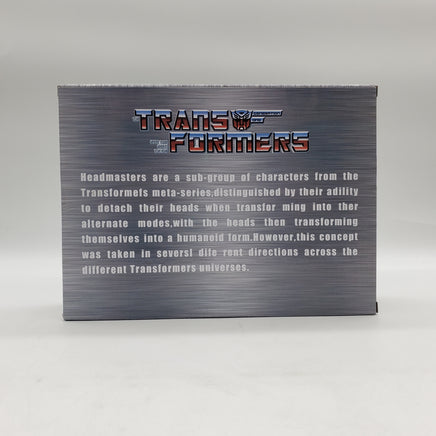 TRANS
FORMERS
Headmasters are a sub-group of characters from the
Transformefs meta-series,distinguished by their adility
to detach their heads when transfer ming into ther
alternate modes,with the heads then transforming
themselves into a humanoid form.However,this concept
was taken in seversl dife rent directions across the
different Transformers universes.